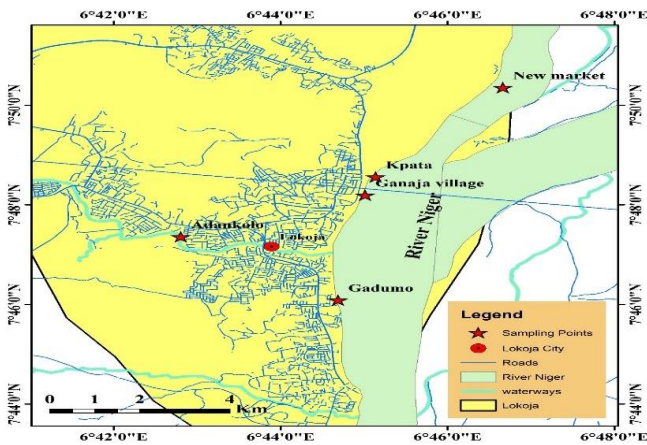 6°42'0"E
6°44'0"E
6°46'0"E
6°48'0"E
7°50'0"N
7°48'0"N
7°46'0"N
7°44'0"N
New market
Kpata
Ganaja village
Adankolo
Lokoja
River Niger
Gadumo
Legend
Sampling Points
Lokoja City
Roads
River Niger
waterways
Lokoja
0 1 2 4
Km
7°50'0"N
7°48'0"N
7°46'0"N
7°44'0"N
6°42'0"E
6°44'0"E
6°46'0"E
6°48'0"E